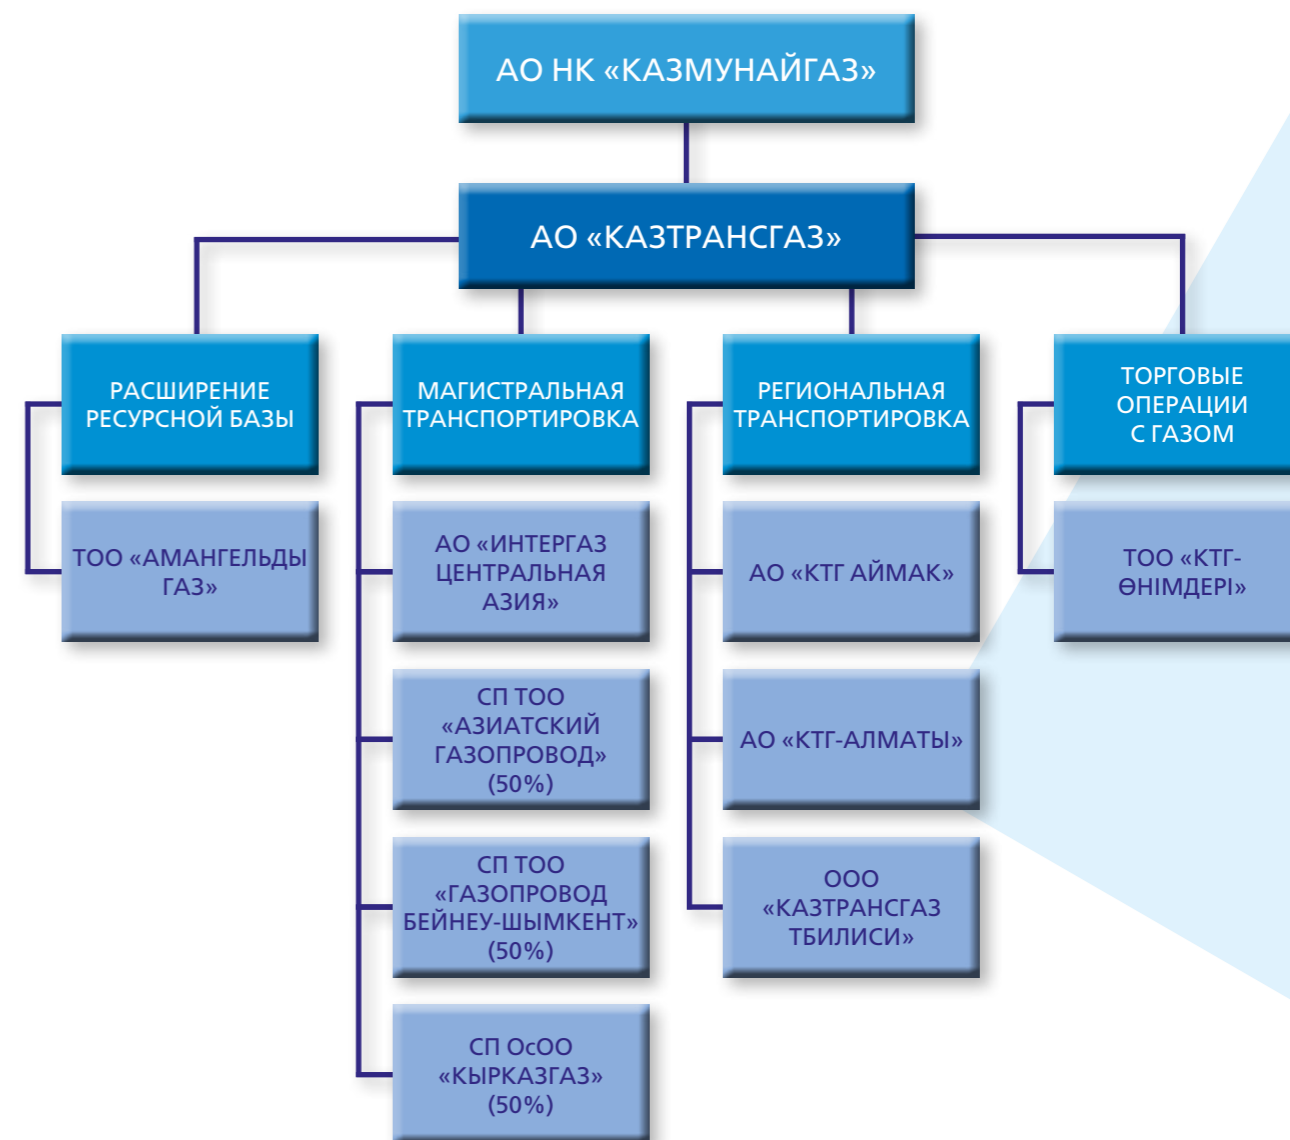 АО НК «КАЗМУНАЙГАЗ»
АО «КАЗТРАНСГАЗ»
РАСШИРЕНИЕ
РЕСУРСНОЙ БАЗЫ
ТОО «АМАНГЕЛЬДЫ
ГАЗ»
МАГИСТРАЛЬНАЯ
ТРАНСПОРТИРОВКА
АО «ИНТЕРГАЗ
ЦЕНТРАЛЬНАЯ
АЗИЯ»
СП ТОО
«АЗИАТСКИЙ
ГАЗОПРОВОД»
(50%)
СП ТОО
«ГАЗОПРОВОД
БЕЙНЕУ-ШЫМКЕНТ»
(50%)
СП ОсОО
«КЫРКАЗГАЗ»
(50%)
РЕГИОНАЛЬНАЯ
ТРАНСПОРТИРОВКА
АО «КТГ АЙМАК»
АО «КТГ-АЛМАТЫ»
ООО
«КАЗТРАНСГАЗ
ТБИЛИСИ»
ТОРГОВЫЕ
ОПЕРАЦИИ
С ГАЗОМ
ТОО «КТГ-
ӨНІМДЕРІ»